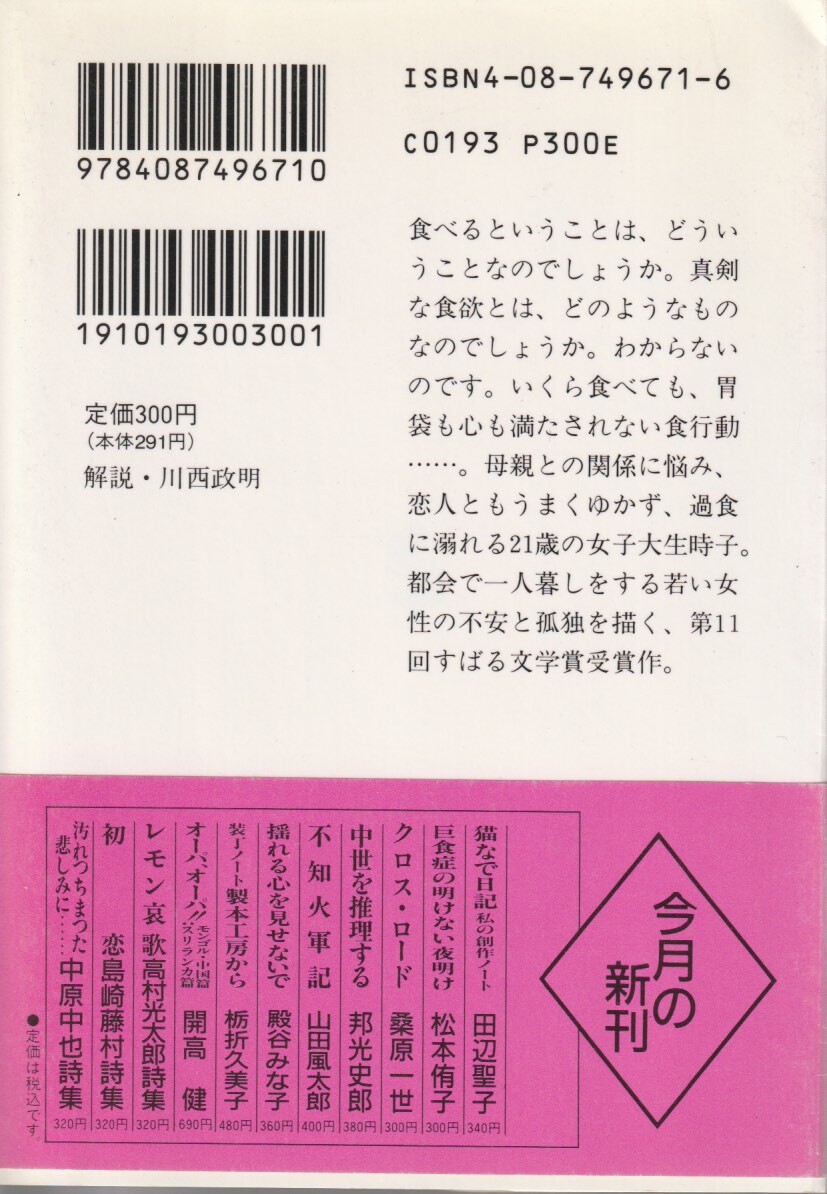 9784087496710
1910193003001
定価300円
（本体291円）
解説・川西政明
ISBN4-08-749671-6
C0193 P300E
食べるということは、どうい
うことなのでしょうか。真剣
な食欲とは、どのようなもの
なのでしょうか。わからない
のです。いくら食べても、胃
袋も心も満たされない食行動
……。母親との関係に悩み、
恋人ともうまくゆかず、過食
に溺れる21歳の女子大生時子。
都会で一人暮しをする若い女
性の不安と孤独を描く、第11
回すばる文学賞受賞作。
今月の
新刊
猫なで日記 私の創作ノート 田辺聖子 340円
巨食症の明けない夜明け 松本侑子 300円
クロス・ロード 桑原一世 300円
中世を推理する 邦光史郎 380円
不知火軍記 山田風太郎 400円
揺れる心を見せないで 殿谷みな子 360円
装丁ノート 製本工房から 栃折久美子 480円
オーパ、オーパ!! モンゴル・中国篇 スリランカ篇 開高 健 690円
レモン哀歌 高村光太郎詩集 320円
初恋 島崎藤村詩集 320円
汚れつちまつた
悲しみに…… 中原中也詩集 320円
●定価は税込です。